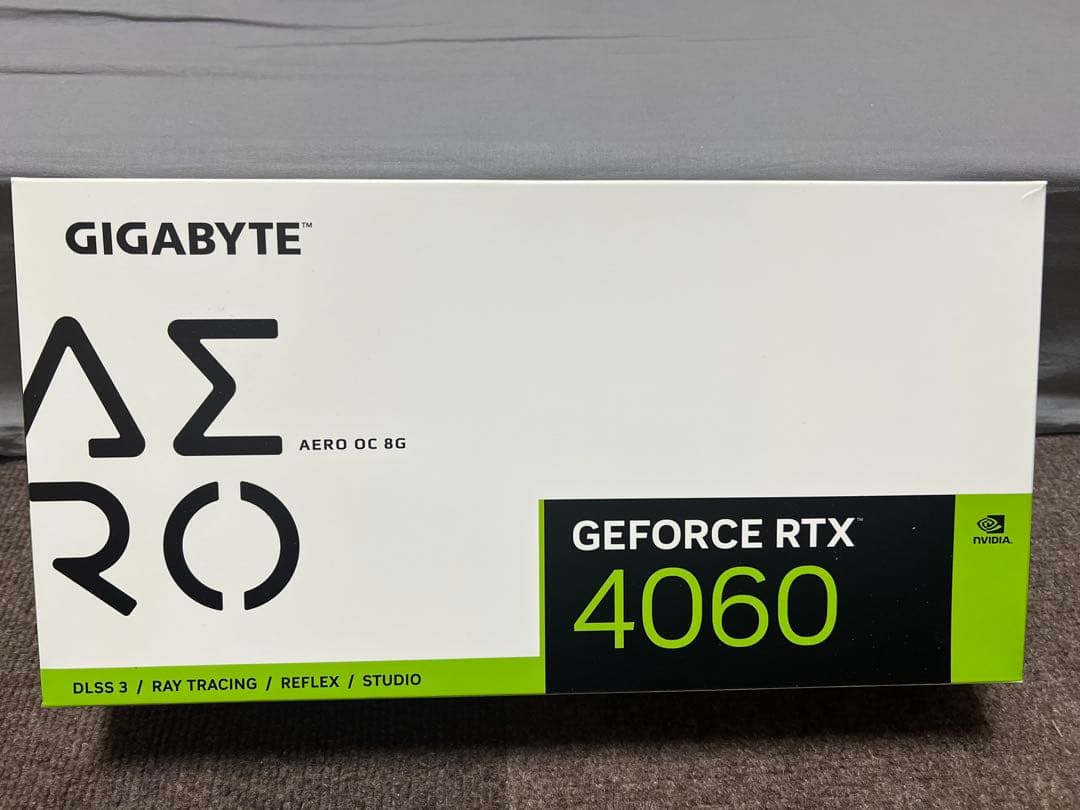 GIGABYTE™
AERO
AERO OC 8G
GEFORCE RTX™
4060
NVIDIA.
DLSS 3 / RAY TRACING / REFLEX / STUDIO